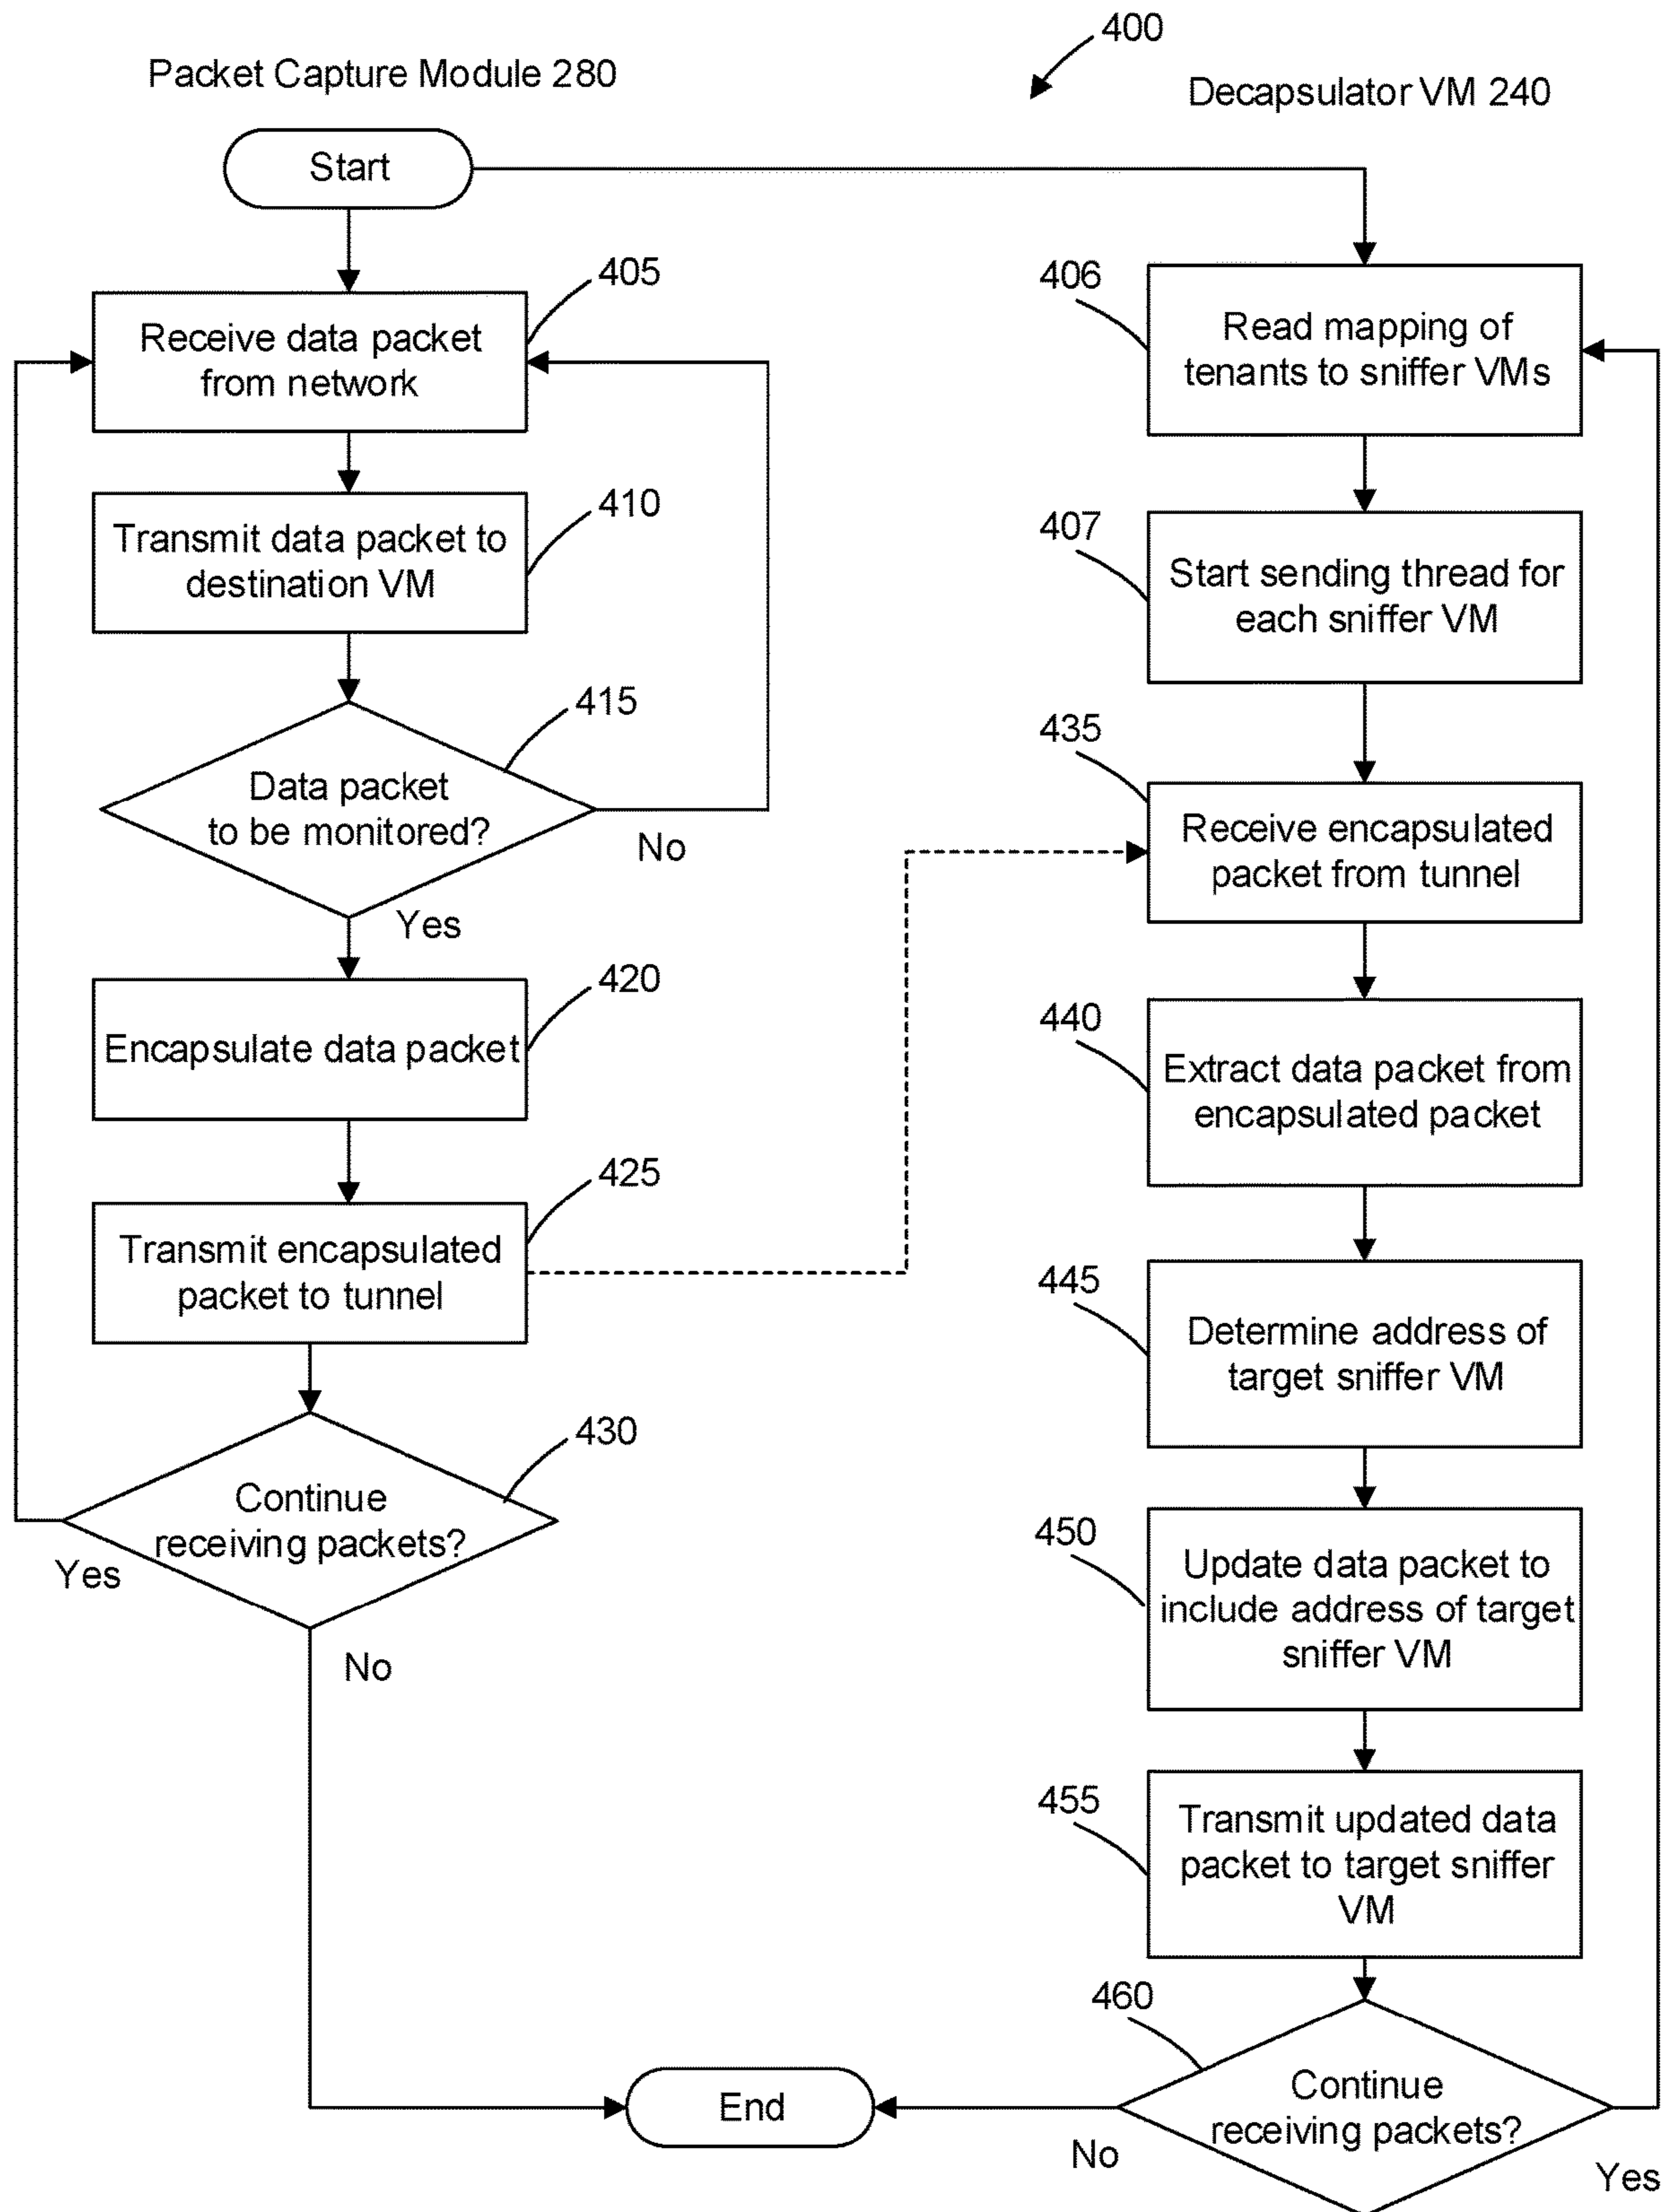 400
Packet Capture Module 280
Decapsulator VM 240
Start
405
Receive data packet
from network
410
Transmit data packet to
destination VM
415
Data packet
to be monitored?
No
Yes
420
Encapsulate data packet
425
Transmit encapsulated
packet to tunnel
430
Continue
receiving packets?
Yes
No
406
Read mapping of
tenants to sniffer VMs
407
Start sending thread for
each sniffer VM
435
Receive encapsulated
packet from tunnel
440
Extract data packet from
encapsulated packet
445
Determine address of
target sniffer VM
450
Update data packet to
include address of target
sniffer VM
455
Transmit updated data
packet to target sniffer
VM
460
Continue
receiving packets?
No
Yes
End